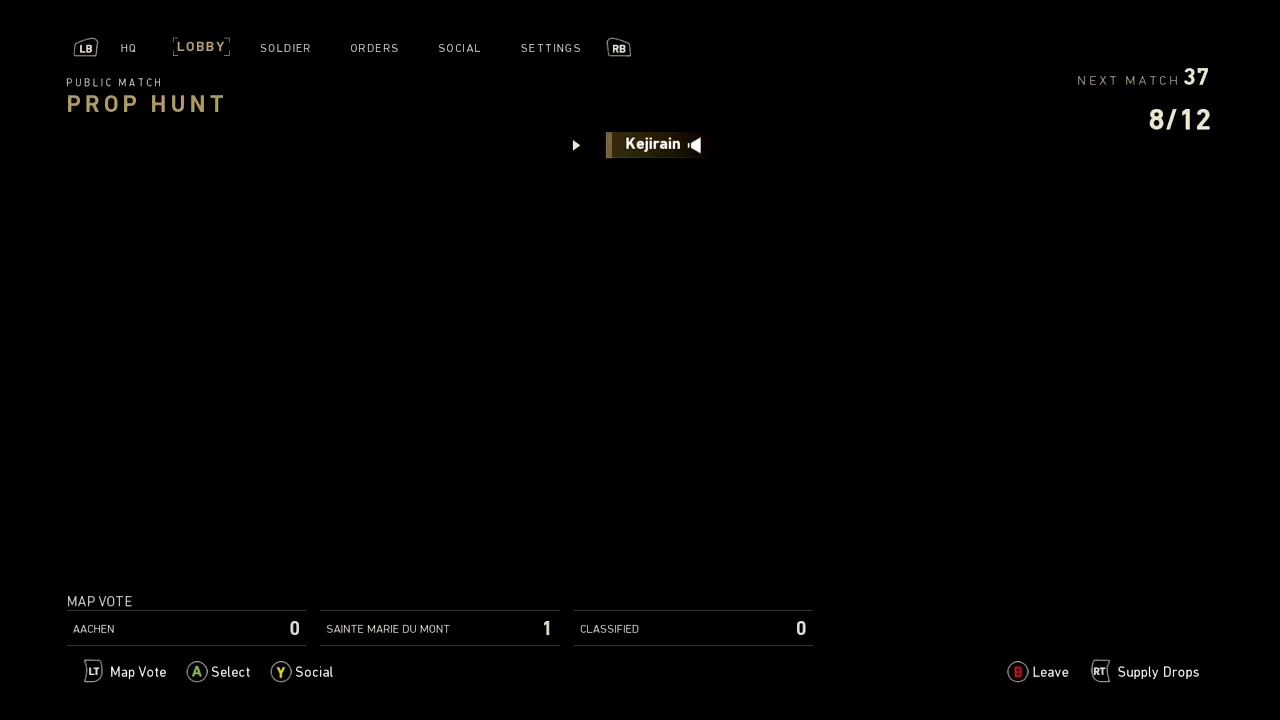 LB HQ LOBBY SOLDIER ORDERS SOCIAL SETTINGS RB
PUBLIC MATCH
PROP HUNT
NEXT MATCH 37
8/12
Kejirain
MAP VOTE
AACHEN 0 SAINTE MARIE DU MONT 1 CLASSIFIED 0
LT Map Vote A Select Y Social B Leave RT Supply Drops